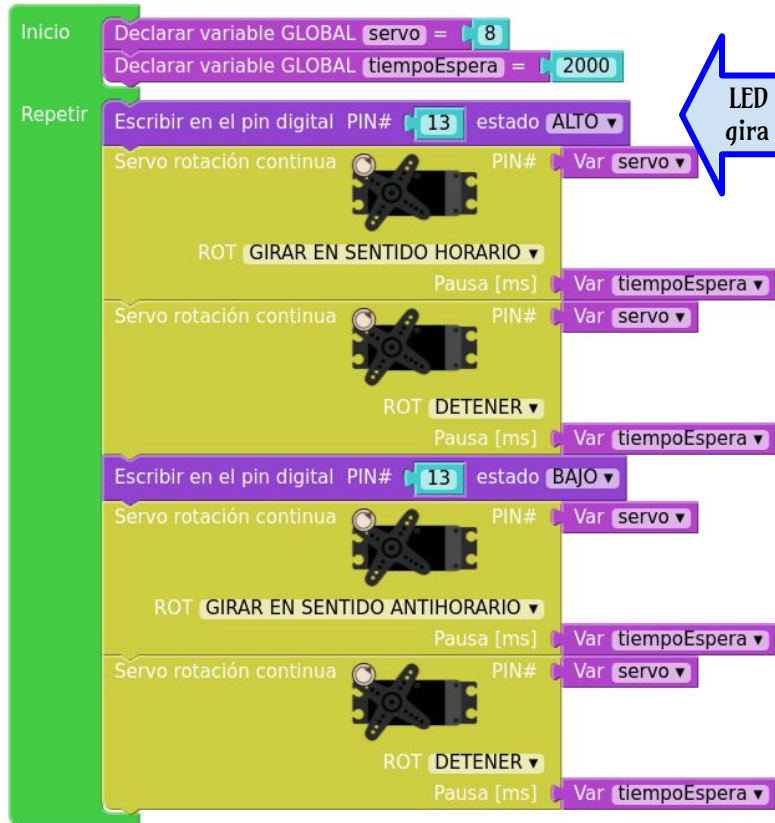 Inicio
Declarar variable GLOBAL servo = 8
Declarar variable GLOBAL tiempoEspera = 2000
Repetir
Escribir en el pin digital PIN# 13 estado ALTO
LED
gira
Servo rotación continua PIN# Var servo
ROT GIRAR EN SENTIDO HORARIO
Pausa [ms] Var tiempoEspera
Servo rotación continua PIN# Var servo
ROT DETENER
Pausa [ms] Var tiempoEspera
Escribir en el pin digital PIN# 13 estado BAJO
Servo rotación continua PIN# Var servo
ROT GIRAR EN SENTIDO ANTIHORARIO
Pausa [ms] Var tiempoEspera
Servo rotación continua PIN# Var servo
ROT DETENER
Pausa [ms] Var tiempoEspera